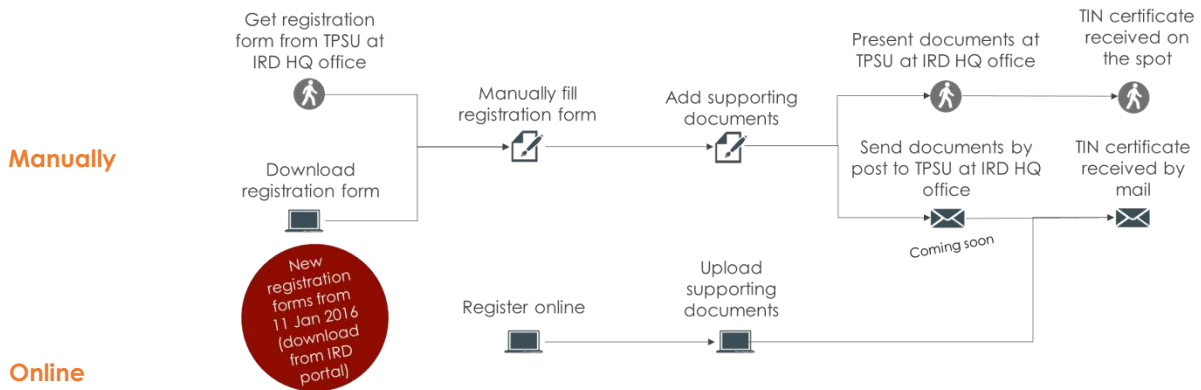 Get registration
form from TPSU at
IRD HQ office
Manually fill
registration form
Add supporting
documents
Present documents at
TPSU at IRD HQ office
TIN certificate
received on
the spot
Manually
Download
registration form
Send documents by
post to TPSU at IRD HQ
office
TIN certificate
received by
mail
Coming soon
New
registration
forms from
11 Jan 2016
(download
from IRD
portal)
Register online
Upload
supporting
documents
Online